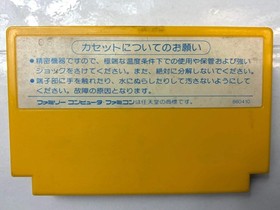 カセットについてのお願い
●精密機器ですので、極端な温度条件下での使用や保管および強い
ショックをさけてください。また、絶対に分解しないでください。
●端子部に手を触れたり、水にぬらしたりして汚さないようにして
ください。故障の原因となります。
ファミリーコンピュータ ファミコンは任天堂の商標です。